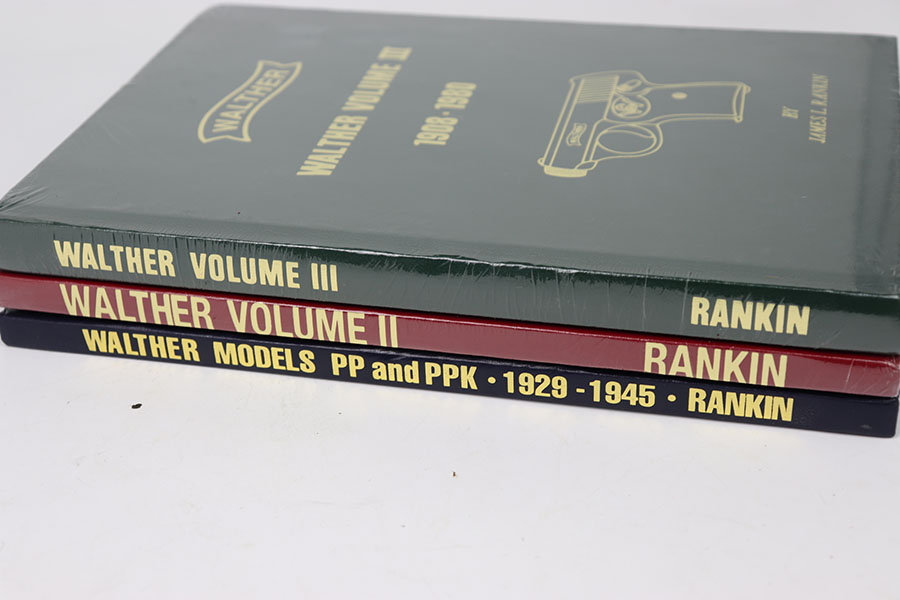 WALTHER
WALTHER VOLUME III
1908-1980
BY
JAMES L. RANKIN
WALTHER VOLUME III
RANKIN
WALTHER VOLUME II
RANKIN
WALTHER MODELS PP and PPK • 1929-1945 • RANKIN